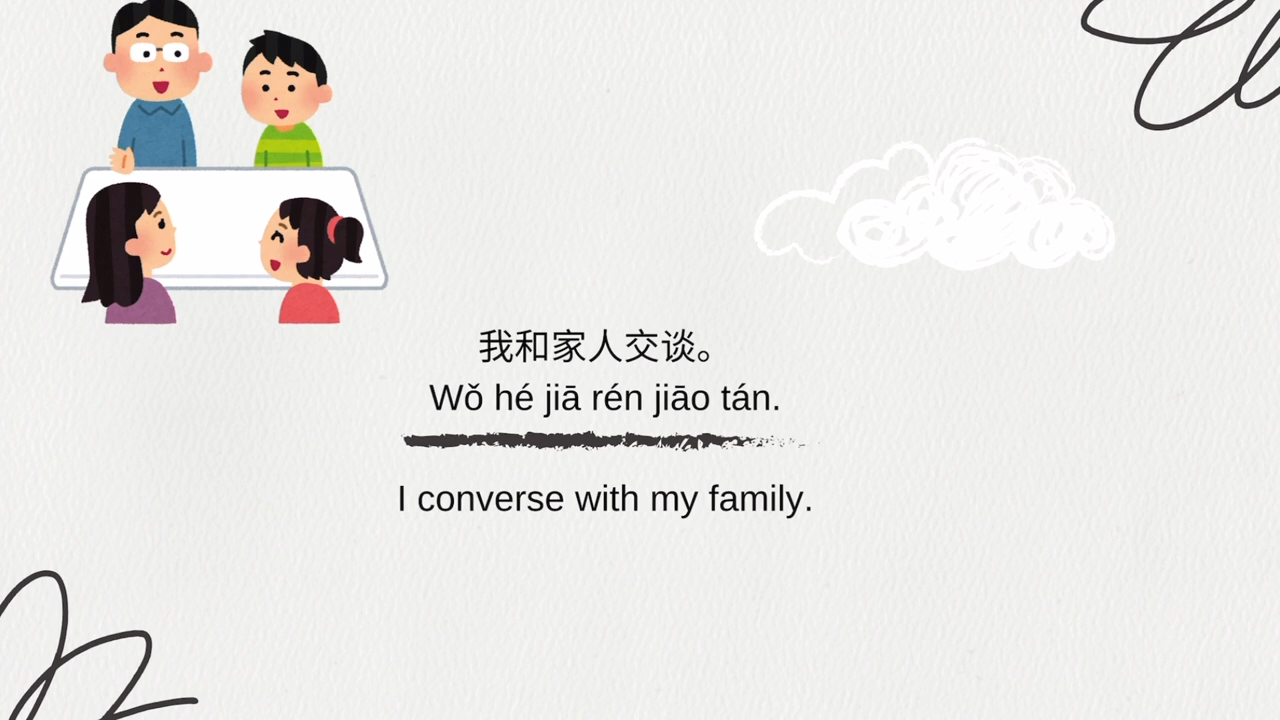 我和家人交谈。
Wǒ hé jiā rén jiāo tán.
I converse with my family.